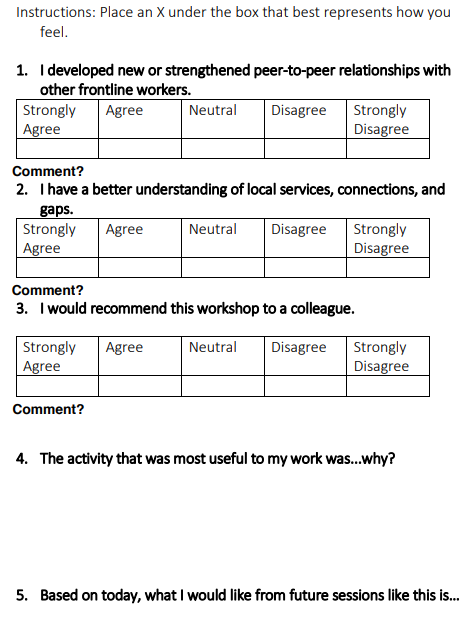 Instructions: Place an X under the box that best represents how you
feel.
1. I developed new or strengthened peer-to-peer relationships with
other frontline workers.
Strongly Agree Agree Neutral Disagree Strongly Disagree
Comment?
2. I have a better understanding of local services, connections, and
gaps.
Strongly Agree Agree Neutral Disagree Strongly Disagree
Comment?
3. I would recommend this workshop to a colleague.
Strongly Agree Agree Neutral Disagree Strongly Disagree
Comment?
4. The activity that was most useful to my work was...why?
5. Based on today, what I would like from future sessions like this is...